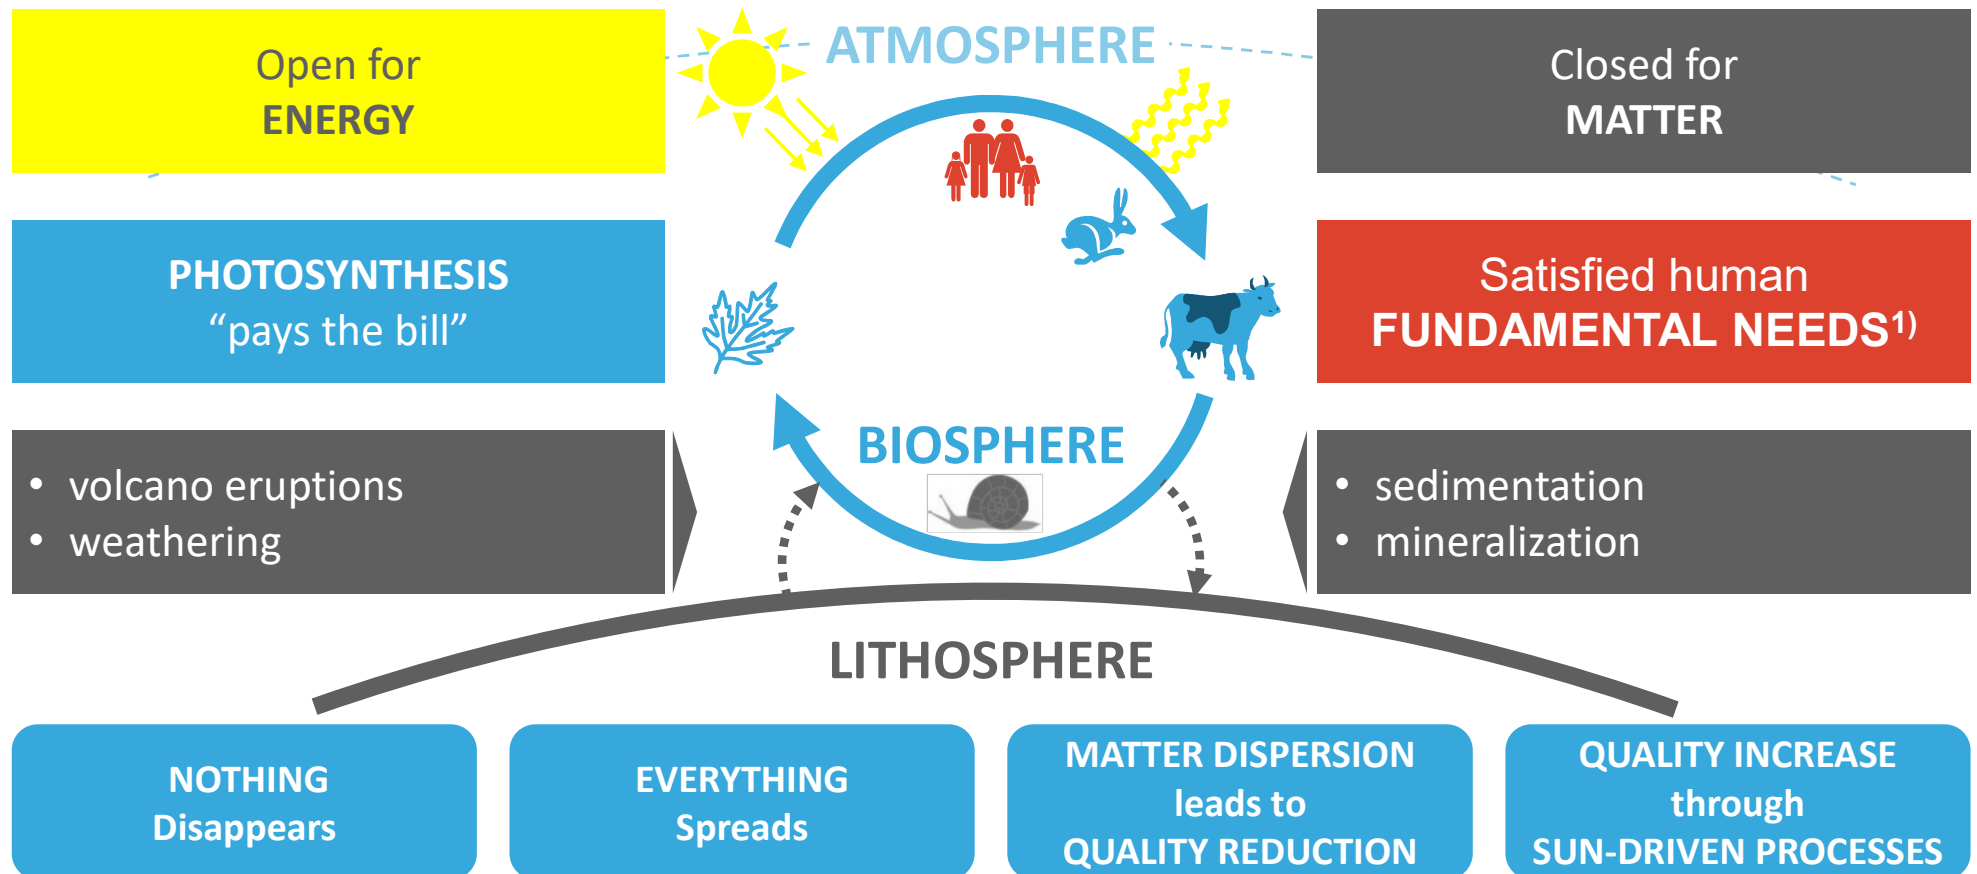 ATMOSPHERE
Open for
ENERGY
Closed for
MATTER
PHOTOSYNTHESIS
“pays the bill”
Satisfied human
FUNDAMENTAL NEEDS¹⁾
BIOSPHERE
• volcano eruptions
• weathering
• sedimentation
• mineralization
LITHOSPHERE
NOTHING
Disappears
EVERYTHING
Spreads
MATTER DISPERSION
leads to
QUALITY REDUCTION
QUALITY INCREASE
through
SUN-DRIVEN PROCESSES